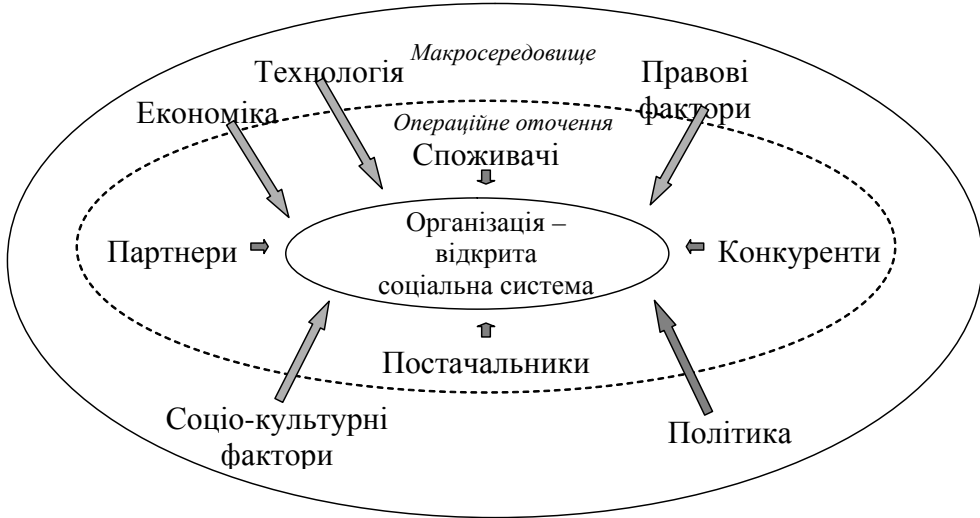 Макросередовище
Технологія
Правові
фактори
Економіка
Операційне оточення
Споживачі
Організація –
відкрита
соціальна система
Партнери
Конкуренти
Постачальники
Соціо-культурні
фактори
Політика